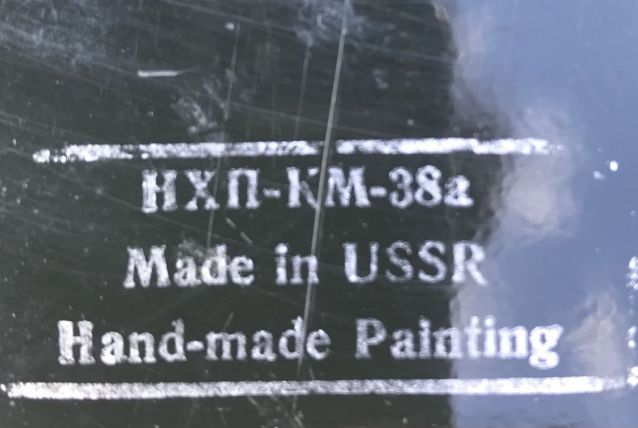 НХП-КМ-38а
Made in USSR
Hand-made Painting